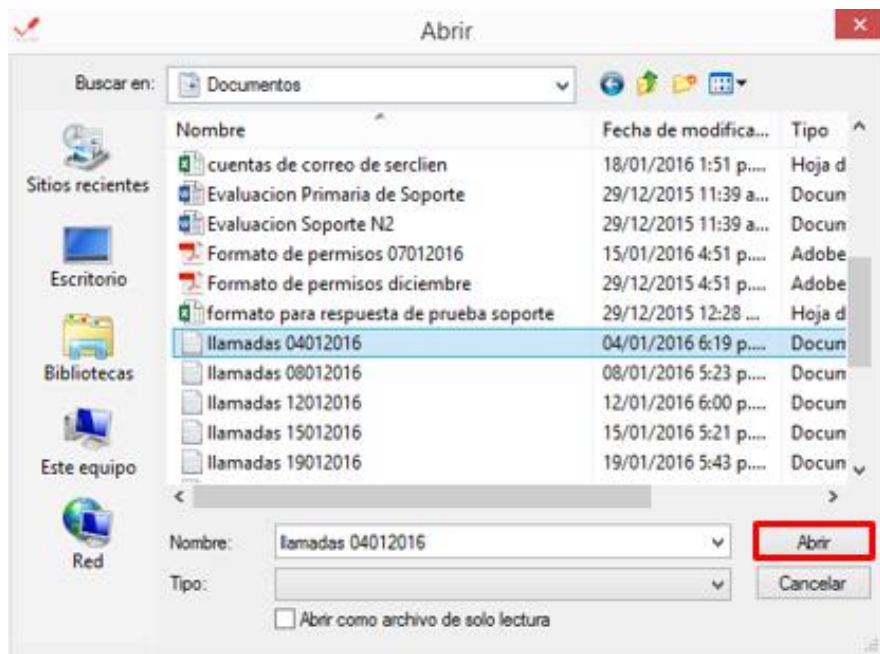 Abrir
Buscar en: Documentos
Nombre Fecha de modifica... Tipo
cuentas de correo de serclien 18/01/2016 1:51 p.... Hoja d
Evaluacion Primaria de Soporte 29/12/2015 11:39 a... Docum
Evaluacion Soporte N2 29/12/2015 11:39 a... Docum
Formato de permisos 07012016 15/01/2016 4:51 p.... Adobe
Formato de permisos diciembre 29/12/2015 4:51 p.... Adobe
formato para respuesta de prueba soporte 29/12/2015 12:28 ... Hoja d
llamadas 04012016 04/01/2016 6:19 p.... Docum
llamadas 08012016 08/01/2016 5:23 p.... Docum
llamadas 12012016 12/01/2016 6:00 p.... Docum
llamadas 15012016 15/01/2016 5:21 p.... Docum
llamadas 19012016 19/01/2016 5:43 p.... Docum
Sitios recientes
Escritorio
Bibliotecas
Este equipo
Red
Nombre: llamadas 04012016 Abrir
Tipo: Cancelar
Abrir como archivo de solo lectura